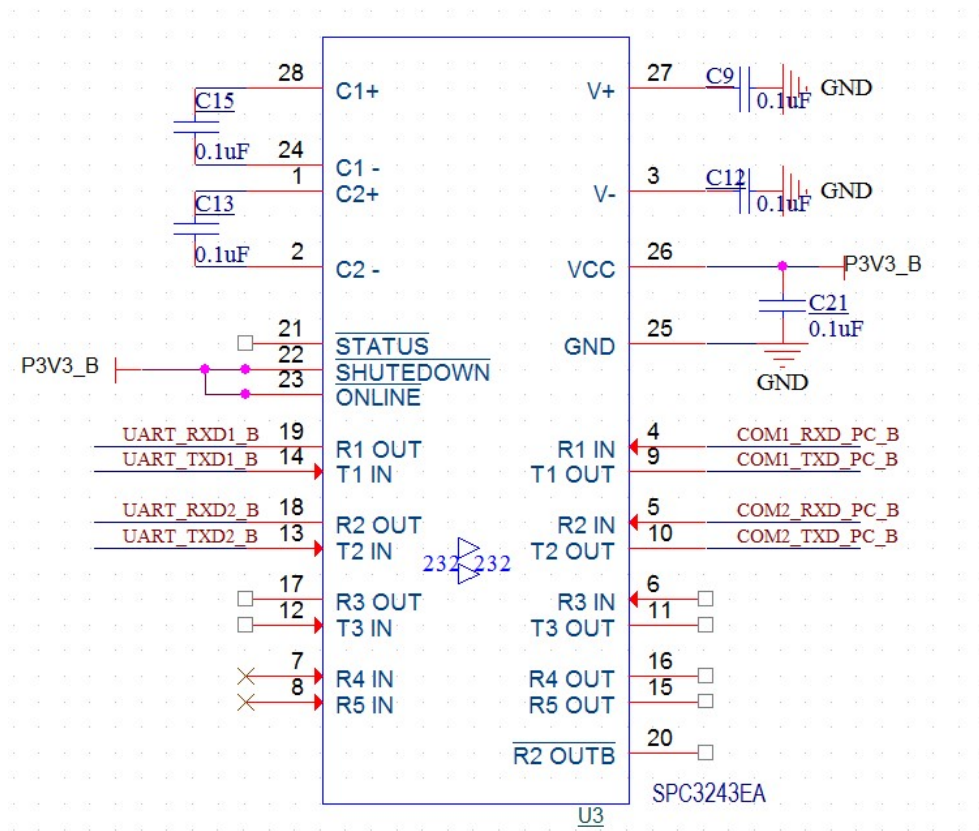 28
C1+
C15
0.1uF
24
C1 -
1
C2+
C13
0.1uF
2
C2 -
21
STATUS
P3V3_B
22
SHUTEDOWN
23
ONLINE
UART_RXD1_B
19
R1 OUT
UART_TXD1_B
14
T1 IN
UART_RXD2_B
18
R2 OUT
UART_TXD2_B
13
T2 IN
232
232
17
R3 OUT
12
T3 IN
7
R4 IN
8
R5 IN
V+
27
C9
0.1uF
GND
V-
3
C12
0.1uF
GND
VCC
26
P3V3_B
C21
0.1uF
GND
25
GND
R1 IN
4
COM1_RXD_PC_B
T1 OUT
9
COM1_TXD_PC_B
R2 IN
5
COM2_RXD_PC_B
T2 OUT
10
COM2_TXD_PC_B
R3 IN
6
T3 OUT
11
R4 OUT
16
R5 OUT
15
R2 OUTB
20
SPC3243EA
U3